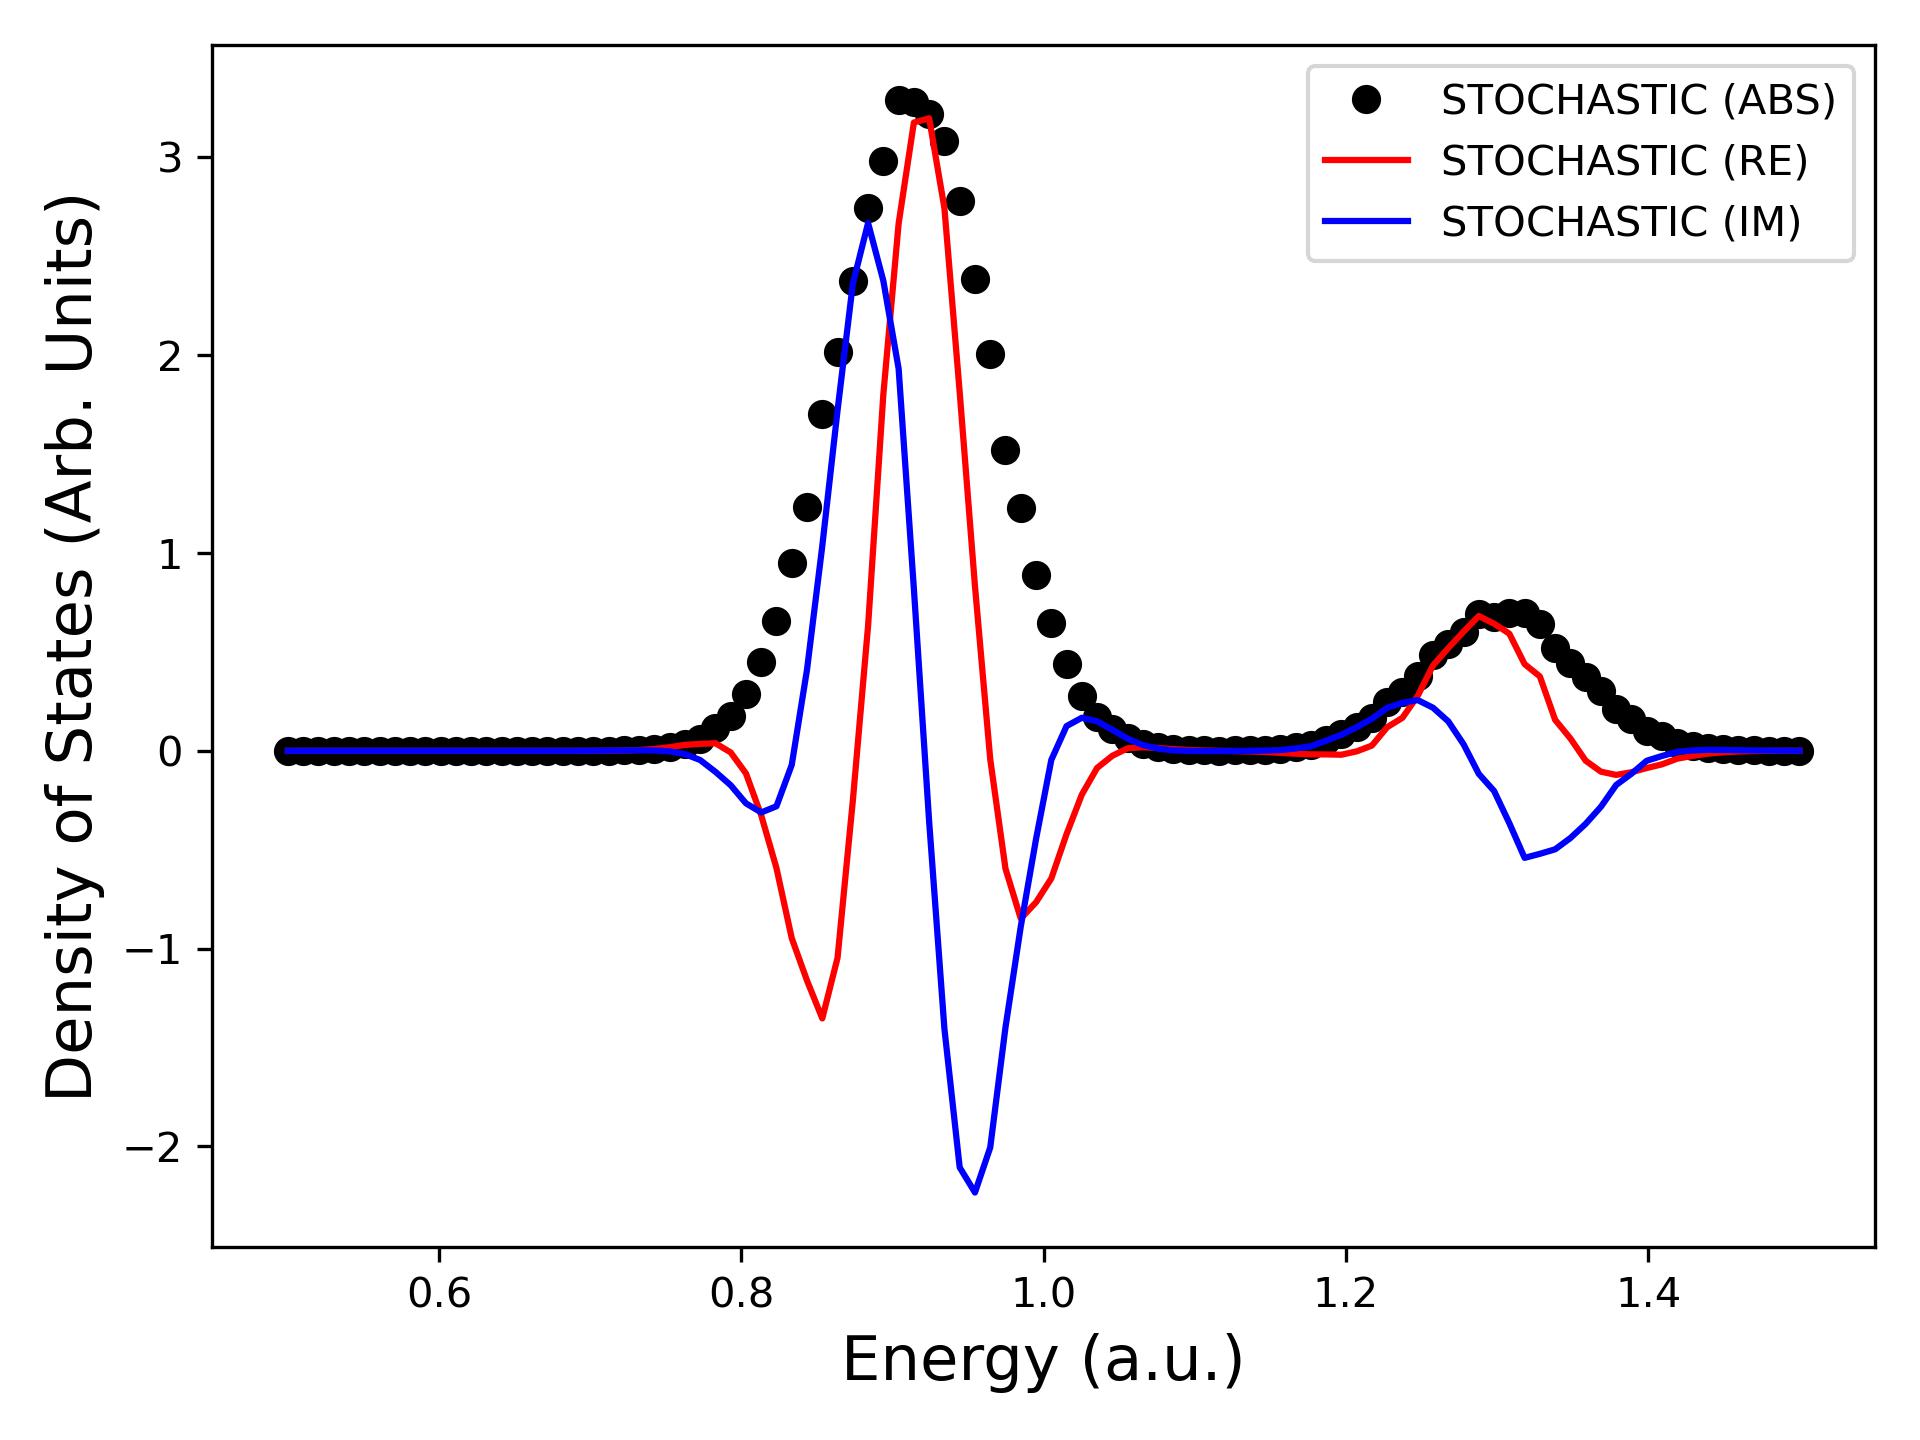 STOCHASTIC (ABS)
STOCHASTIC (RE)
STOCHASTIC (IM)
Density of States (Arb. Units)
3
2
1
0
−1
−2
0.6 0.8 1.0 1.2 1.4
Energy (a.u.)